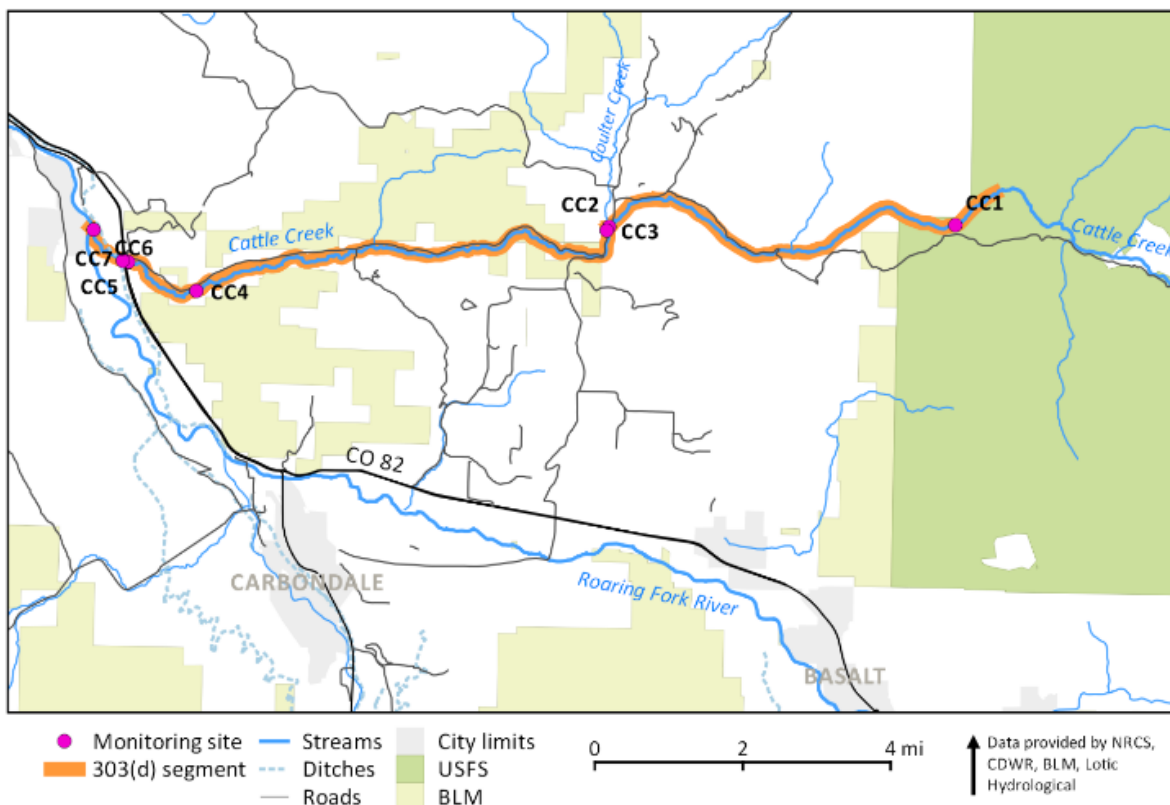 Coulter Creek
CC1
CC2
CC3
Cattle Creek
Cattle Creek
CC6
CC7
CC5
CC4
CO 82
CARBONDALE
Roaring Fork River
BASALT
Monitoring site
303(d) segment
Streams
Ditches
Roads
City limits
USFS
BLM
0 2 4 mi
Data provided by NRCS,
CDWR, BLM, Lotic
Hydrological